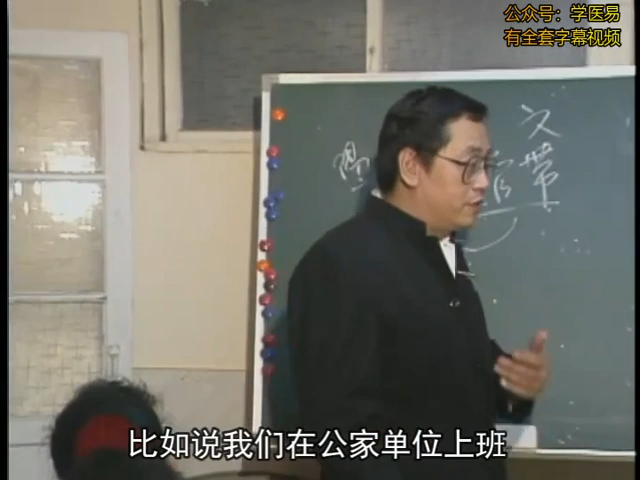 公众号：学医易
有全套字幕视频
比如说我们在公家单位上班